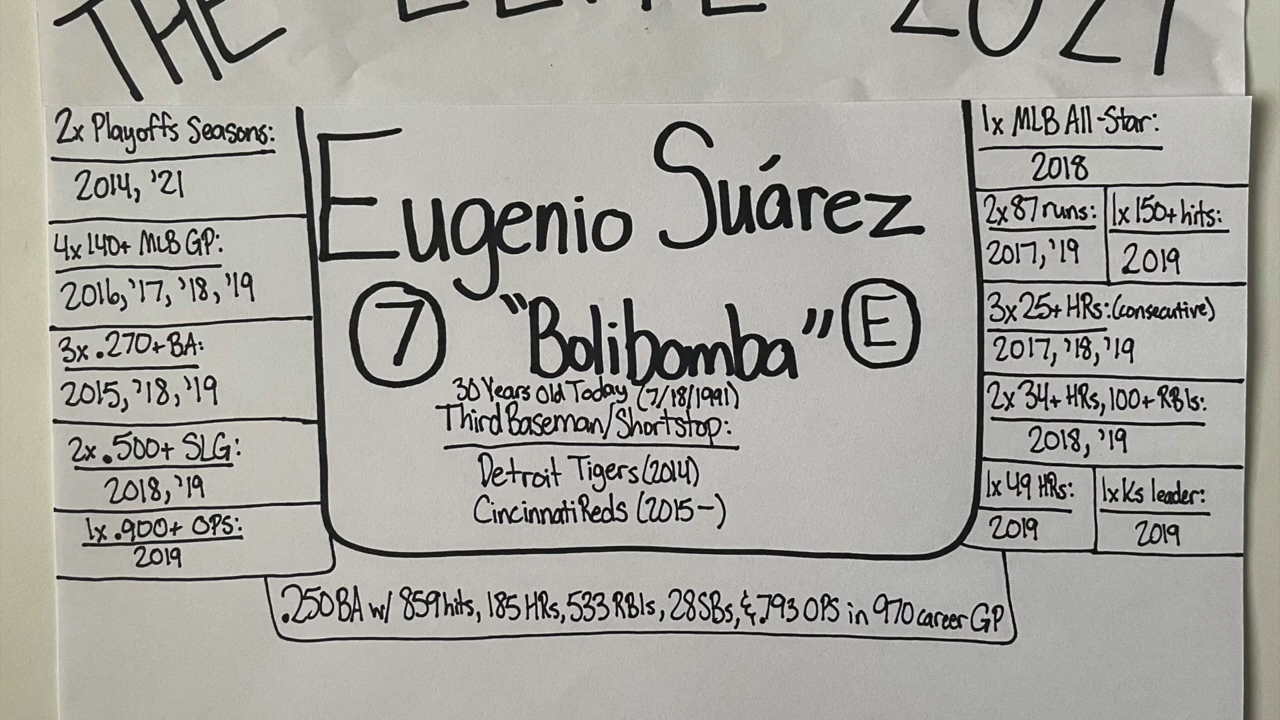 THE ELITE 2021
2x Playoffs Seasons:
2014, '21
4x 140+ MLB GP:
2016, '17, '18, '19
3x .270+ BA:
2015, '18, '19
2x .500+ SLG:
2018, '19
1x .900+ OPS:
2019
Eugenio Suárez
7 "Bolibomba" E
30 Years Old Today (7/18/1991)
Third Baseman/Shortstop:
Detroit Tigers (2014)
Cincinnati Reds (2015-)
1x MLB All-Star:
2018
2x 87 runs:
2017, '19
1x 150+ hits:
2019
3x 25+ HRs: (consecutive)
2017, '18, '19
2x 34+ HRs, 100+ RBIs:
2018, '19
1x 49 HRs:
2019
1x Ks leader:
2019
.250 BA w/ 859 hits, 185 HRs, 533 RBIs, 28 SBs, & .793 OPS in 970 career GP